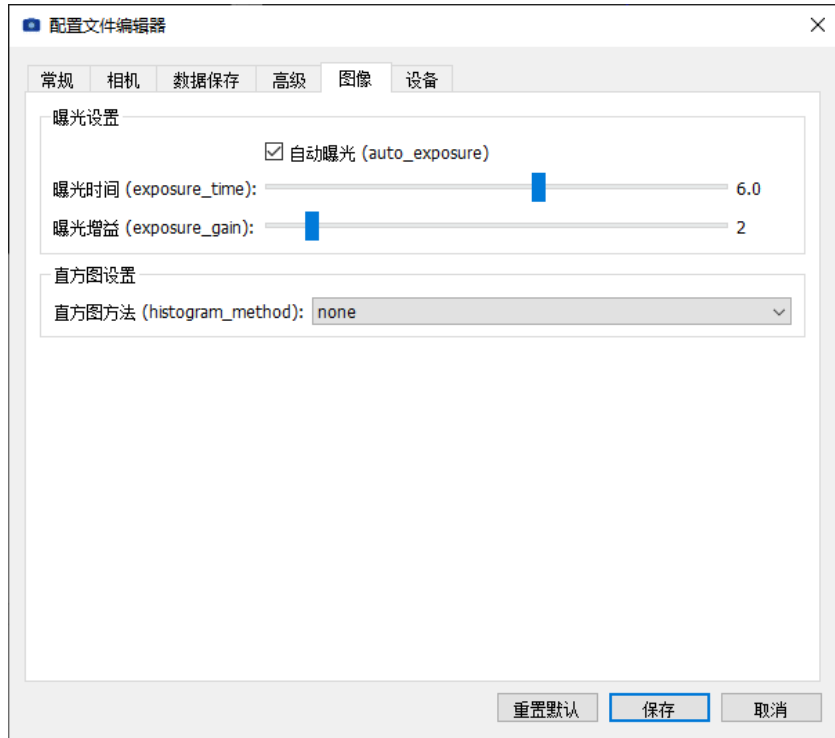 配置文件编辑器
常规 相机 数据保存 高级 图像 设备
曝光设置
自动曝光 (auto_exposure)
曝光时间 (exposure_time): 6.0
曝光增益 (exposure_gain): 2
直方图设置
直方图方法 (histogram_method): none
重置默认 保存 取消